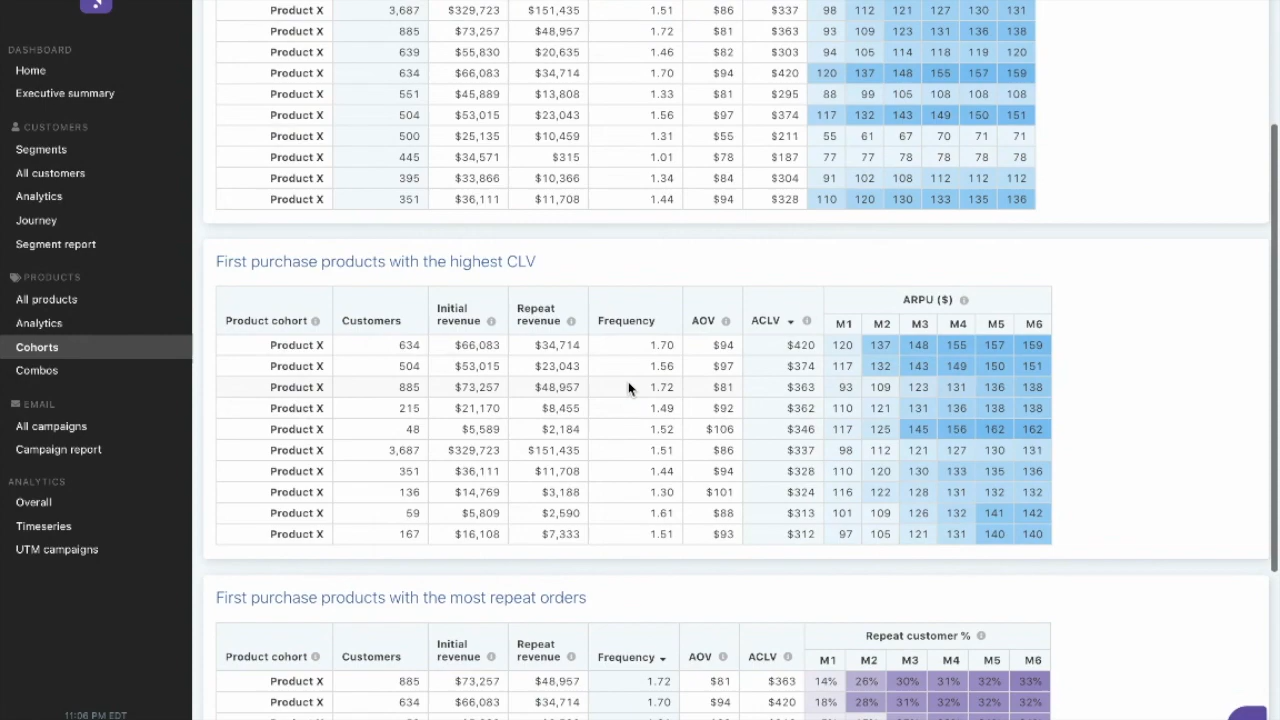 DASHBOARD
Home
Executive summary
CUSTOMERS
Segments
All customers
Analytics
Journey
Segment report
PRODUCTS
All products
Analytics
Cohorts
Combos
EMAIL
All campaigns
Campaign report
ANALYTICS
Overall
Timeseries
UTM campaigns
11:06 PM EDT
Product X 3,687 $329,723 $151,435 1.51 $86 $337 98 112 121 127 130 131
Product X 885 $73,257 $48,957 1.72 $81 $363 93 109 123 131 136 138
Product X 639 $55,830 $20,635 1.46 $82 $303 94 105 114 118 119 120
Product X 634 $66,083 $34,714 1.70 $94 $420 120 137 148 155 157 159
Product X 551 $45,889 $13,808 1.33 $81 $295 88 99 105 108 108 108
Product X 504 $53,015 $23,043 1.56 $97 $374 117 132 143 149 150 151
Product X 500 $25,135 $10,459 1.31 $55 $211 55 61 67 70 71 71
Product X 445 $34,571 $315 1.01 $78 $187 77 77 78 78 78 78
Product X 395 $33,866 $10,366 1.34 $84 $304 91 102 108 112 112 112
Product X 351 $36,111 $11,708 1.44 $94 $328 110 120 130 133 135 136
First purchase products with the highest CLV
Product cohort Customers Initial revenue Repeat revenue Frequency AOV ACLV ARPU ($)
M1 M2 M3 M4 M5 M6
Product X 634 $66,083 $34,714 1.70 $94 $420 120 137 148 155 157 159
Product X 504 $53,015 $23,043 1.56 $97 $374 117 132 143 149 150 151
Product X 885 $73,257 $48,957 1.72 $81 $363 93 109 123 131 136 138
Product X 215 $21,170 $8,455 1.49 $92 $362 110 121 131 136 138 138
Product X 48 $5,589 $2,184 1.52 $106 $346 117 125 145 156 162 162
Product X 3,687 $329,723 $151,435 1.51 $86 $337 98 112 121 127 130 131
Product X 351 $36,111 $11,708 1.44 $94 $328 110 120 130 133 135 136
Product X 136 $14,769 $3,188 1.30 $101 $324 116 122 128 131 132 132
Product X 59 $5,809 $2,590 1.61 $88 $313 101 109 126 132 141 142
Product X 167 $16,108 $7,333 1.51 $93 $312 97 105 121 131 140 140
First purchase products with the most repeat orders
Product cohort Customers Initial revenue Repeat revenue Frequency AOV ACLV Repeat customer %
M1 M2 M3 M4 M5 M6
Product X 885 $73,257 $48,957 1.72 $81 $363 14% 26% 30% 31% 32% 33%
Product X 634 $66,083 $34,714 1.70 $94 $420 18% 28% 31% 32% 32% 32%